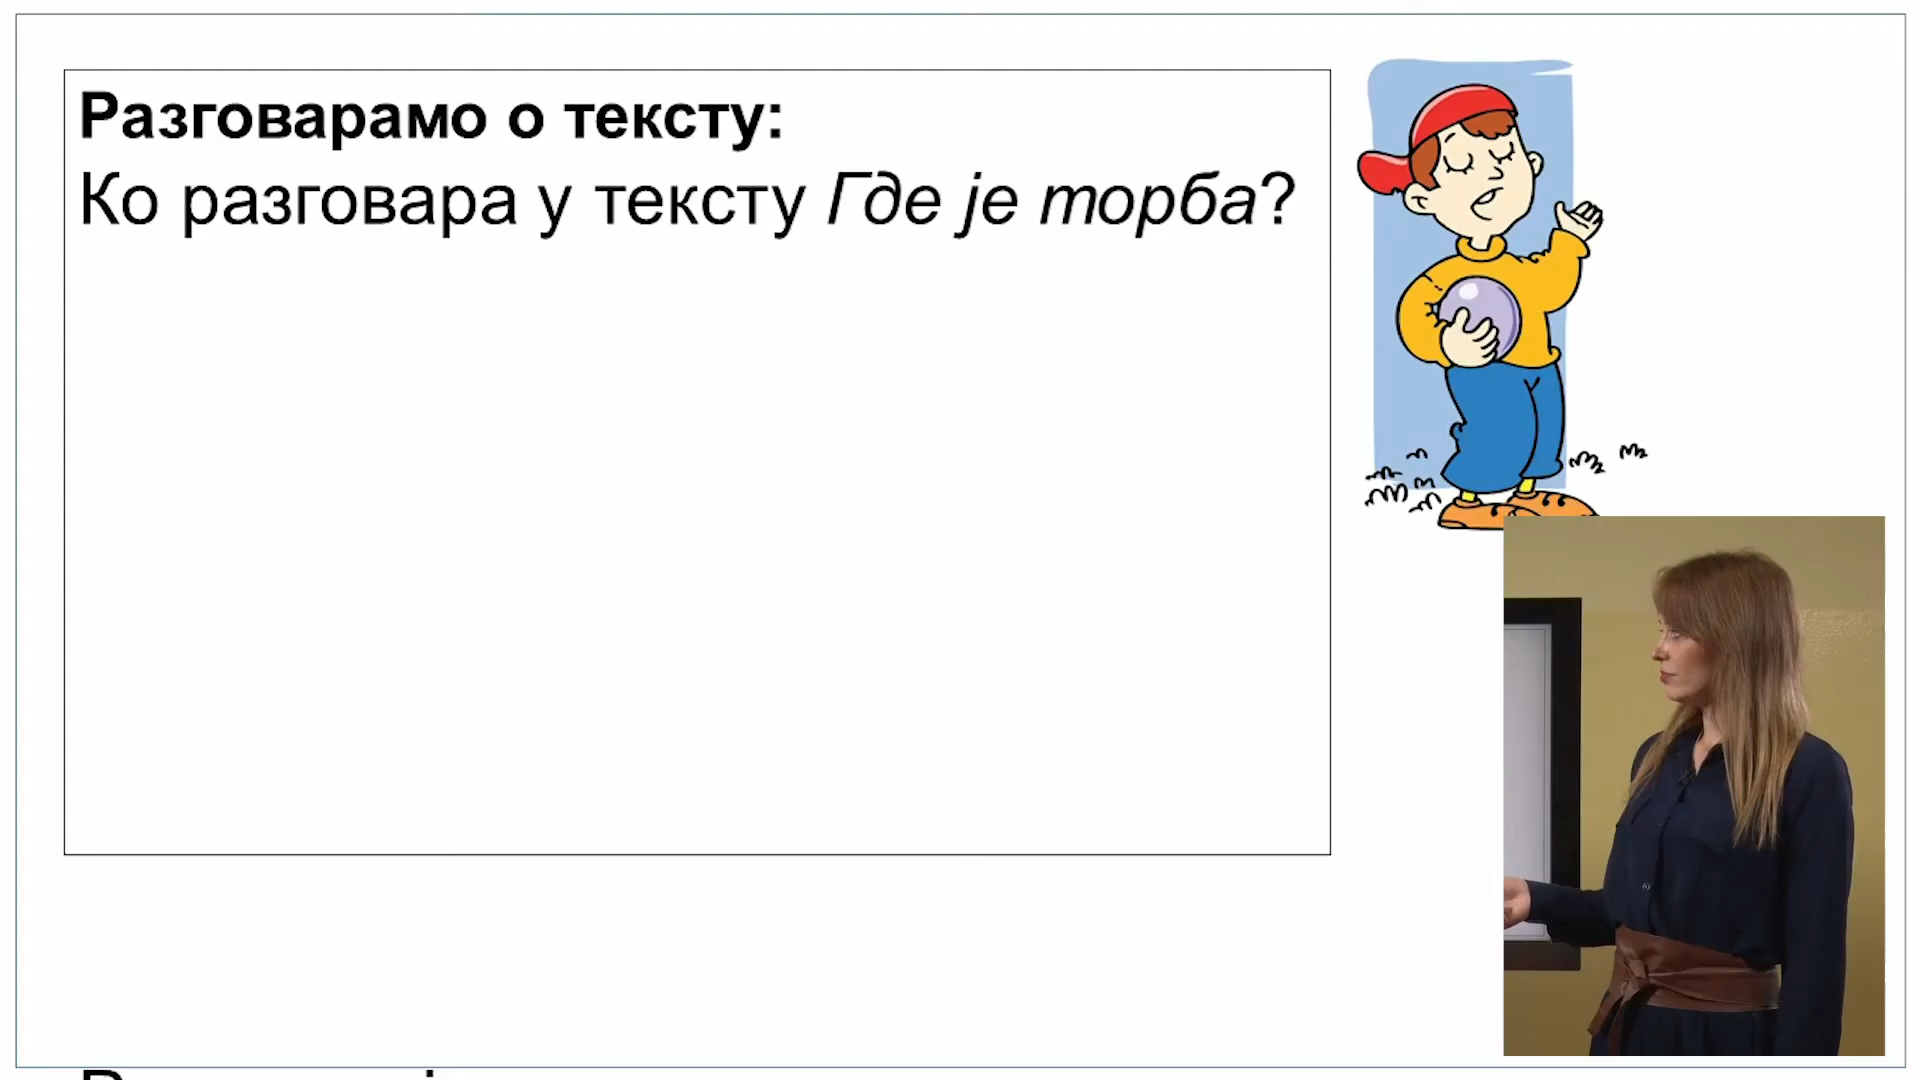 Разговарамо о тексту:
Ко разговара у тексту Где је торба?